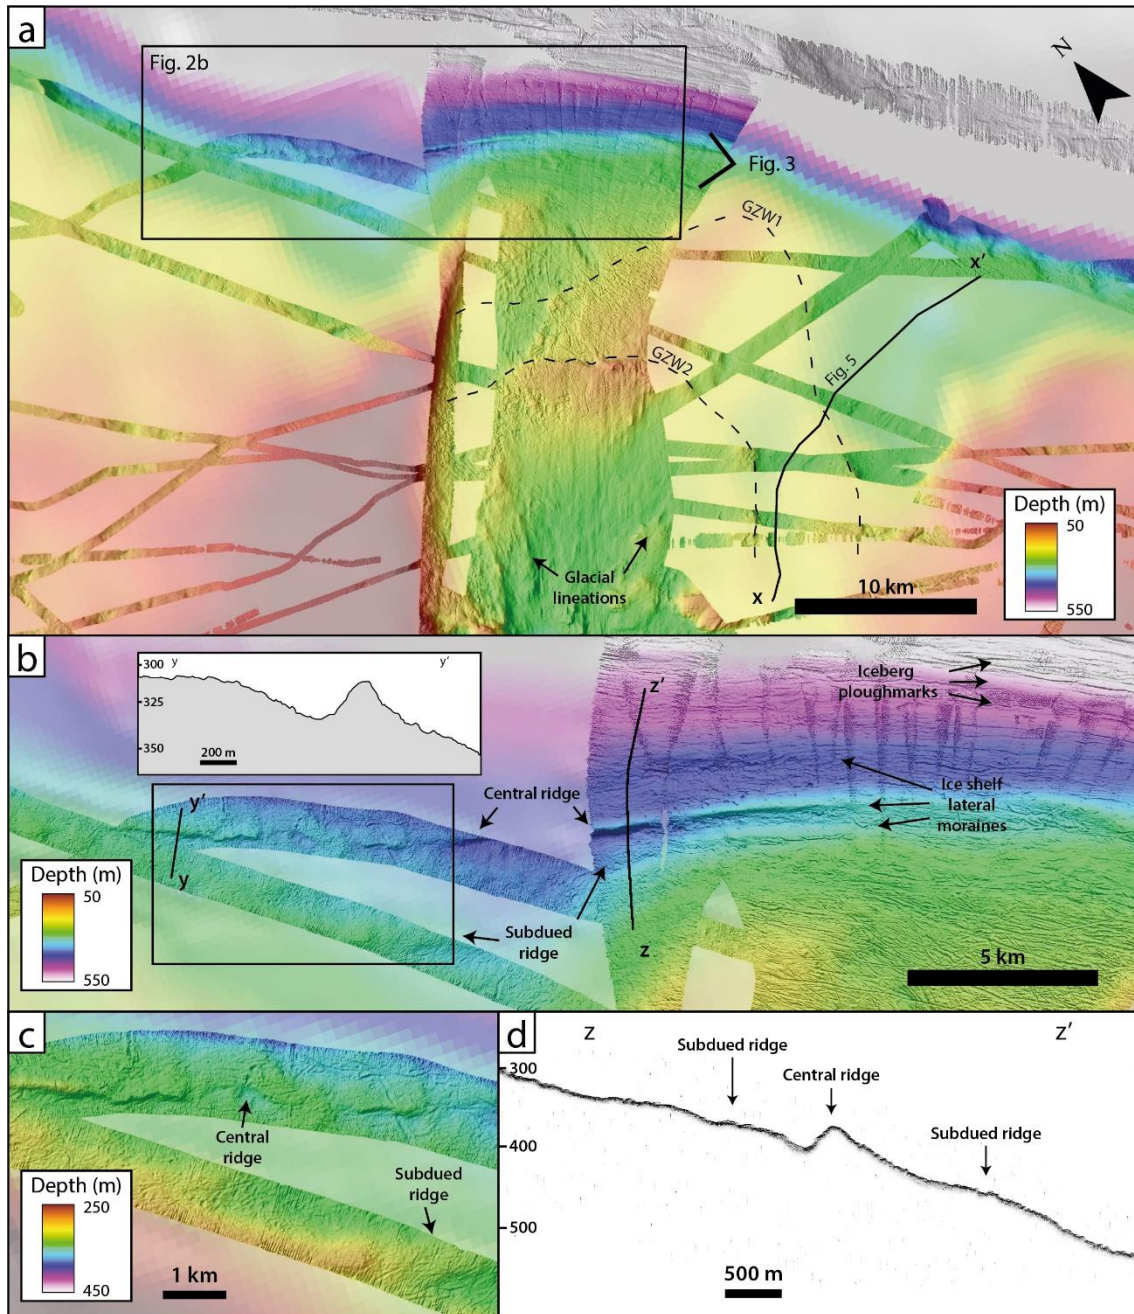 a
Fig. 2b
N
Fig. 3
GZW1
x'
GZW2
Fig. 5
Glacial
lineations
x
10 km
Depth (m)
50
550
b
300
y
y'
325
350
200 m
z'
Iceberg
ploughmarks
Central ridge
Ice shelf
lateral
moraines
y'
y
Depth (m)
50
550
Subdued
ridge
z
5 km
c
Central
ridge
Subdued
ridge
Depth (m)
250
450
1 km
d
z
z'
Subdued ridge
Central ridge
Subdued ridge
300
400
500
500 m